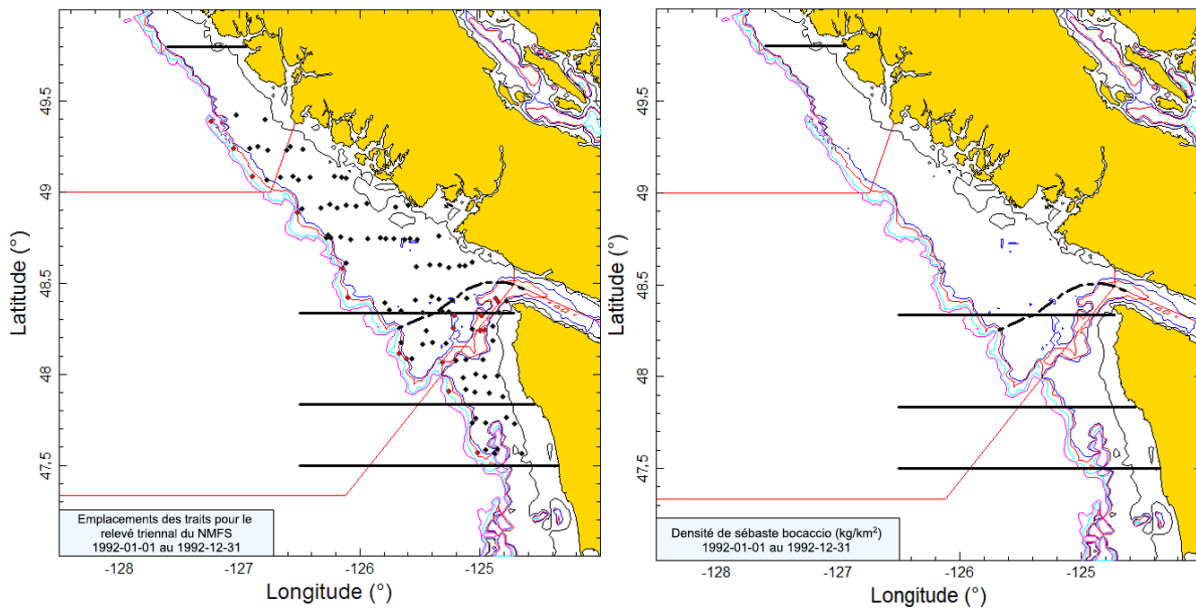 49.5
49
48.5
48
47.5
Latitude (°)
Emplacements des traits pour le
relevé triennal du NMFS
1992-01-01 au 1992-12-31
-128
-127
-126
-125
Longitude (°)
49.5
49
48.5
48
47.5
Latitude (°)
Densité de sébaste bocaccio (kg/km²)
1992-01-01 au 1992-12-31
-128
-127
-126
-125
Longitude (°)